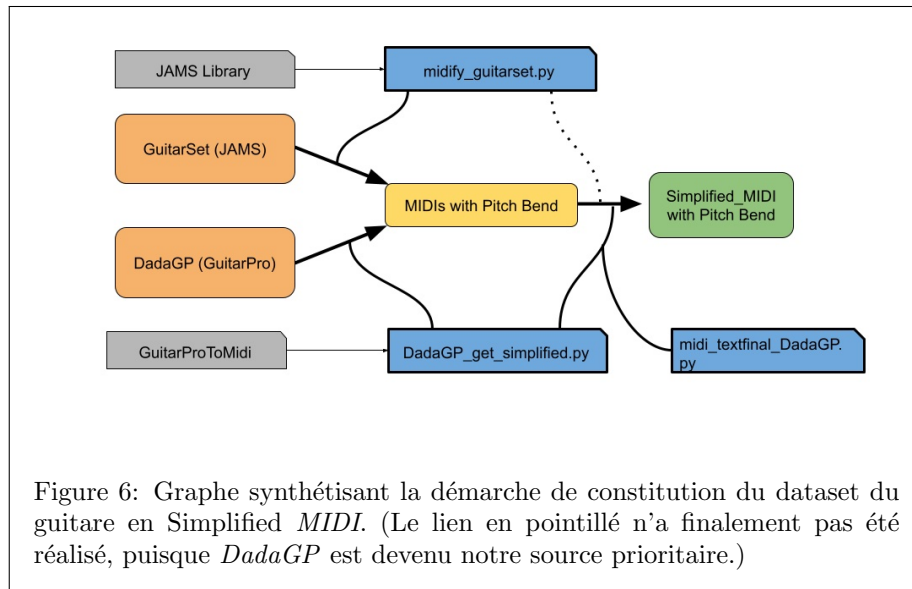 JAMS Library
midify_guitarset.py
GuitarSet (JAMS)
MIDIs with Pitch Bend
Simplified_MIDI
with Pitch Bend
DadaGP (GuitarPro)
GuitarProToMidi
DadaGP_get_simplified.py
midi_textfinal_DadaGP.
py
Figure 6: Graphe synthétisant la démarche de constitution du dataset du
guitare en Simplified MIDI. (Le lien en pointillé n'a finalement pas été
réalisé, puisque DadaGP est devenu notre source prioritaire.)